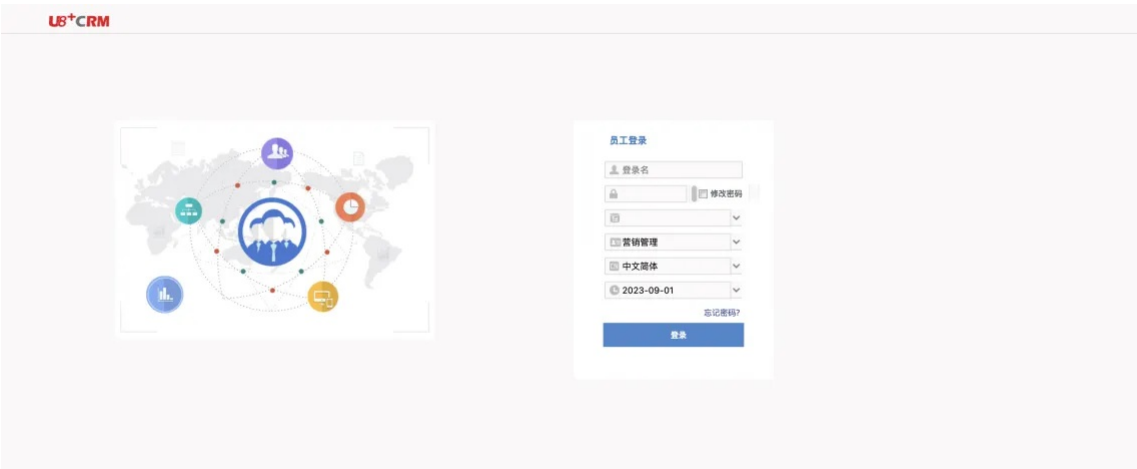 U8+CRM
员工登录
登录名
修改密码
营销管理
中文简体
2023-09-01
忘记密码?
登录